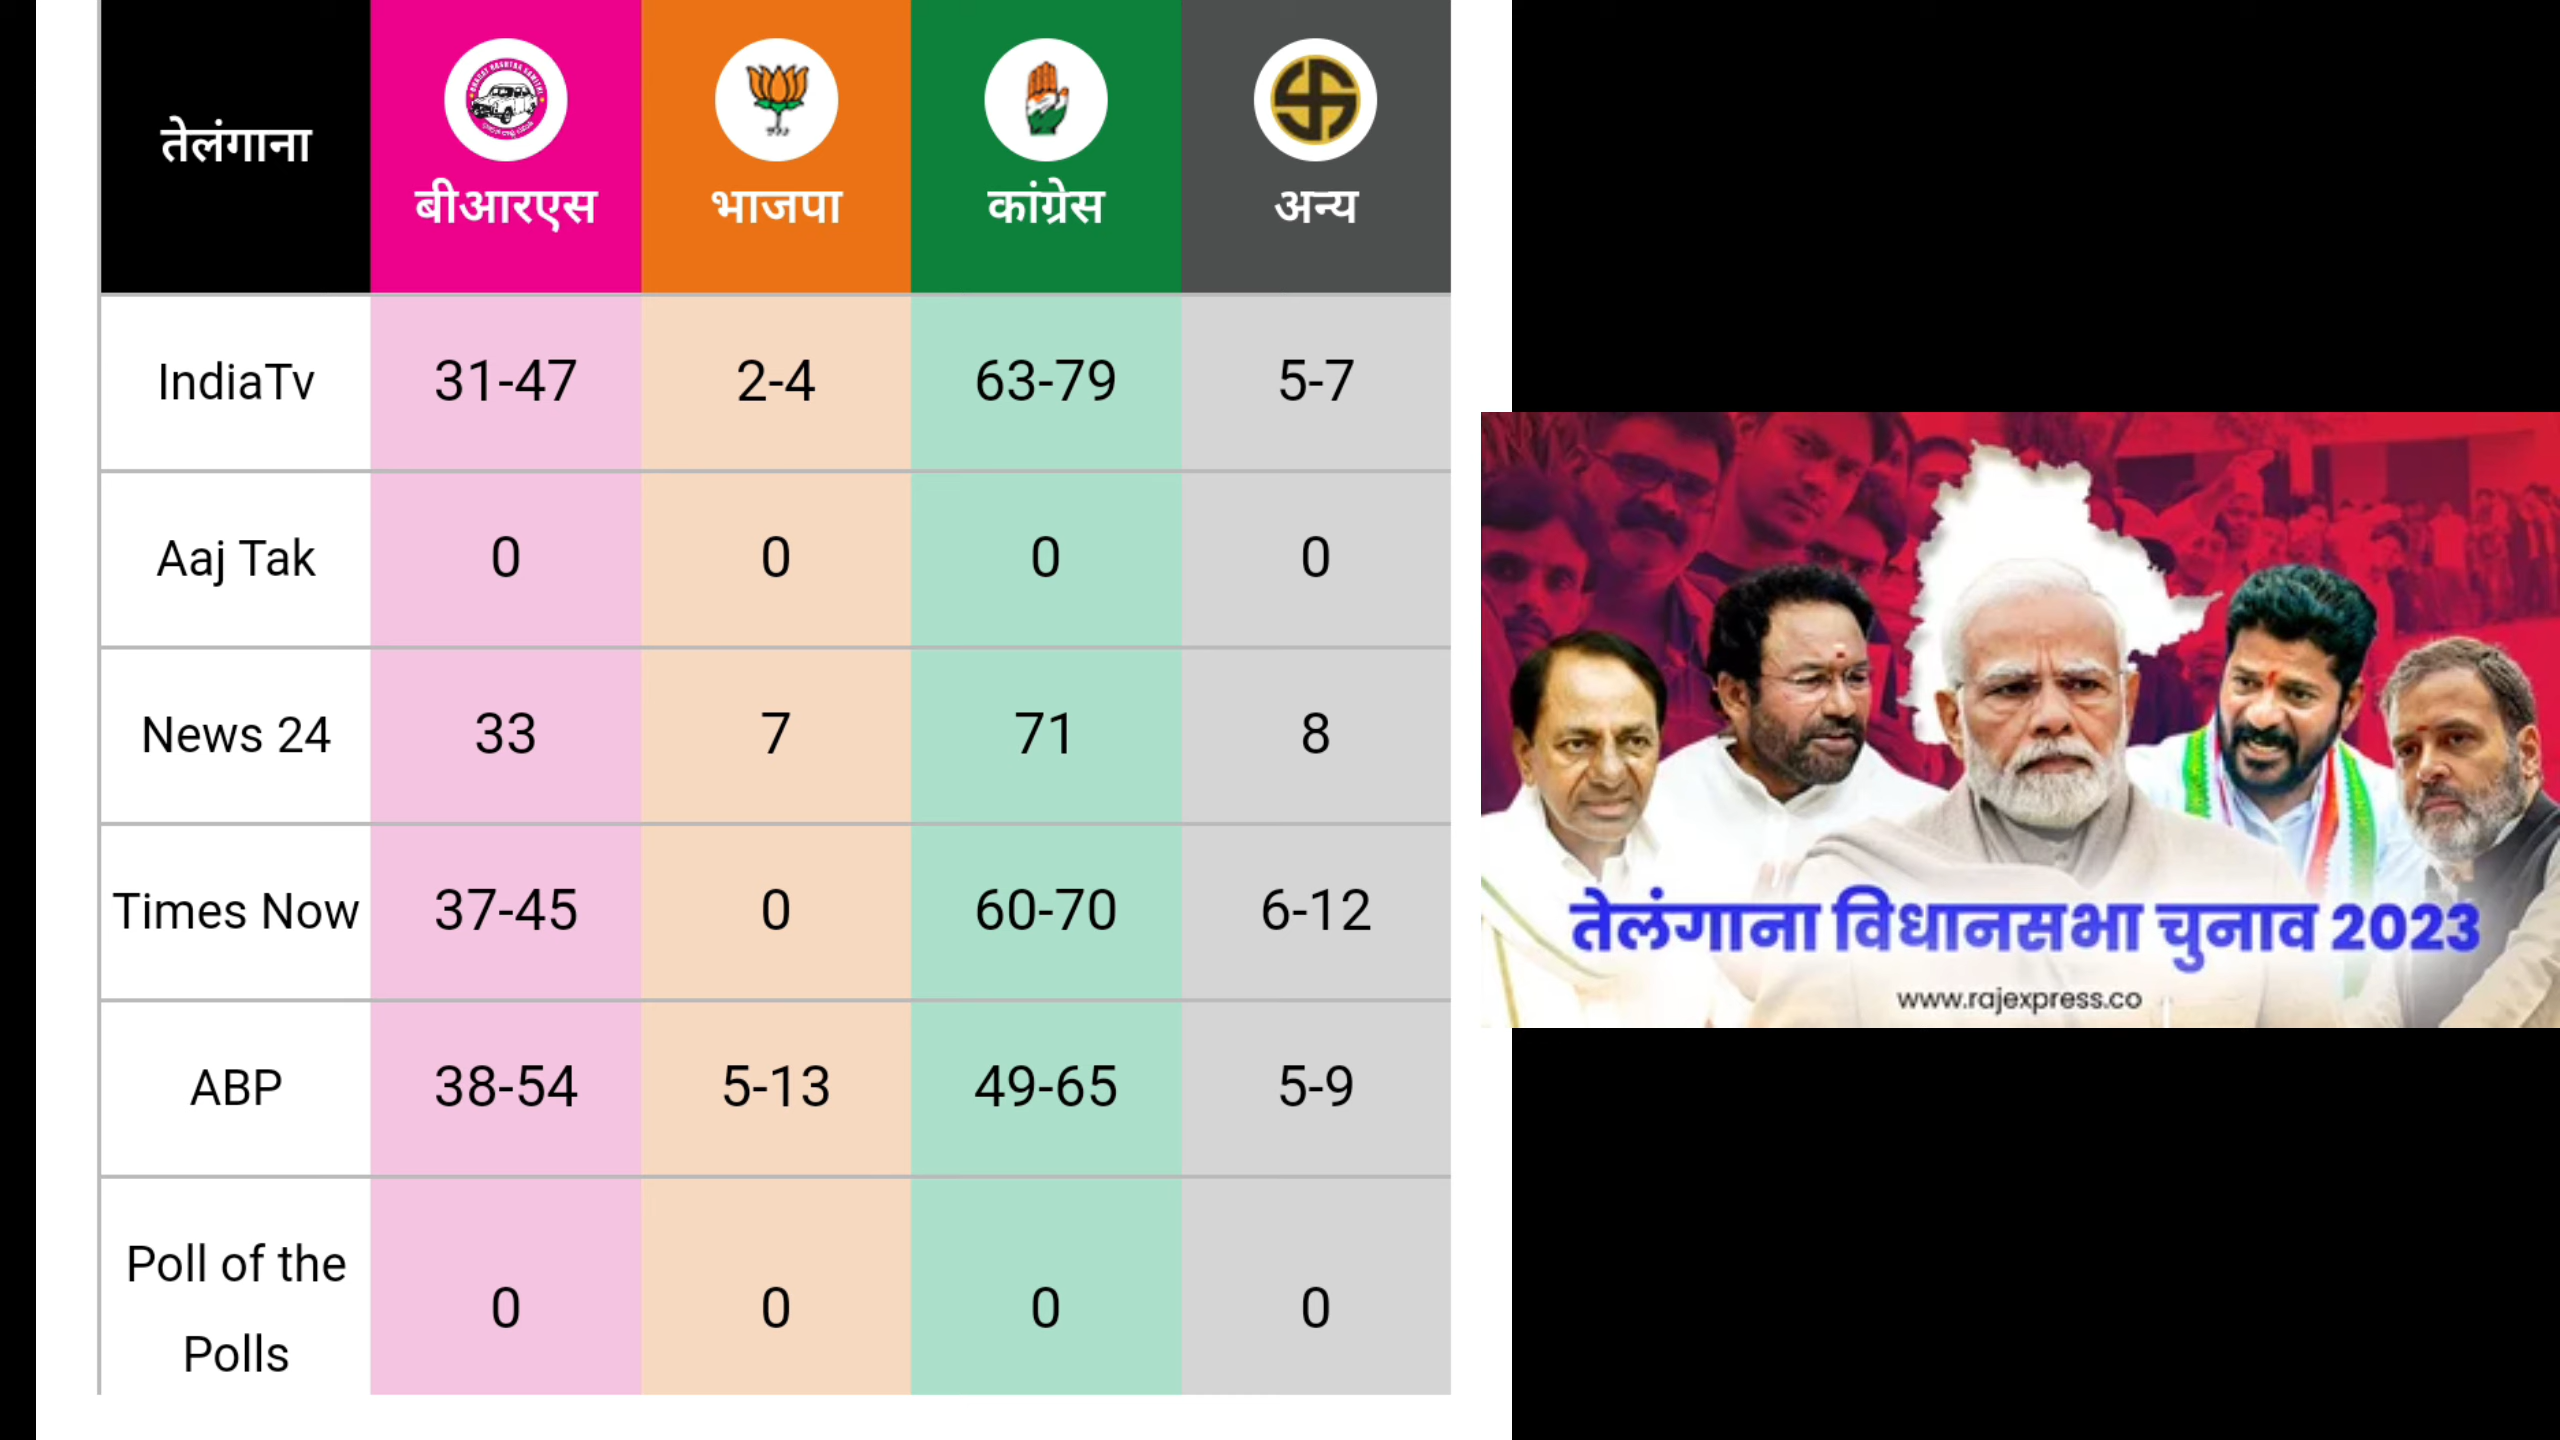 तेलंगाना
बीआरएस
भाजपा
कांग्रेस
अन्य
IndiaTv 31-47 2-4 63-79 5-7
Aaj Tak 0 0 0 0
News 24 33 7 71 8
Times Now 37-45 0 60-70 6-12
ABP 38-54 5-13 49-65 5-9
Poll of the
Polls
0 0 0 0
तेलंगाना विधानसभा चुनाव 2023
www.rajexpress.co